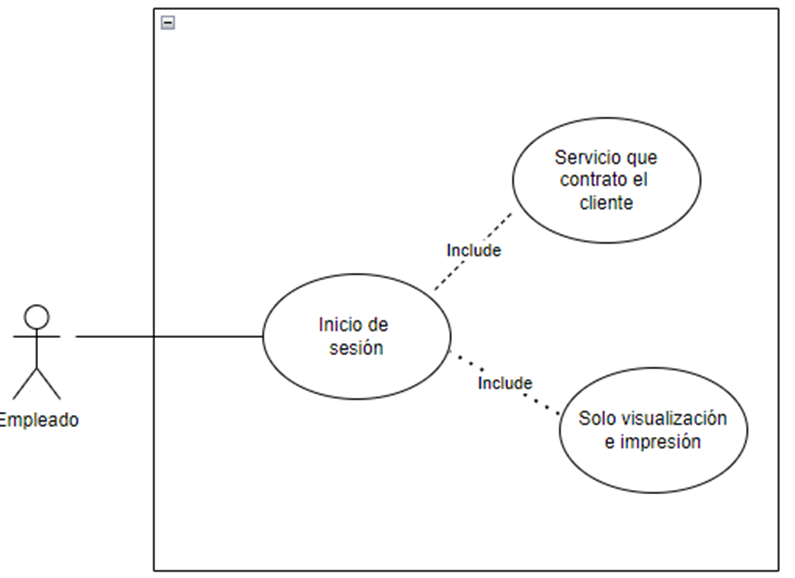 Servicio que
contrato el
cliente
Include
Inicio de
sesión
Include
Solo visualización
e impresión
Empleado